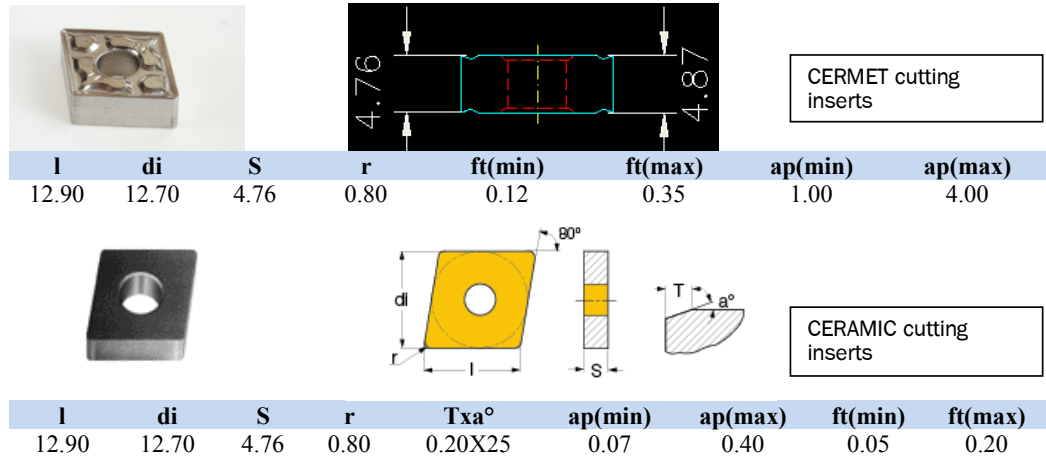 4.76
4.87
CERMET cutting
inserts
l di S r ft(min) ft(max) ap(min) ap(max)
12.90 12.70 4.76 0.80 0.12 0.35 1.00 4.00
80°
di
r
l
S
T
a°
CERAMIC cutting
inserts
l di S r Txa° ap(min) ap(max) ft(min) ft(max)
12.90 12.70 4.76 0.80 0.20X25 0.07 0.40 0.05 0.20